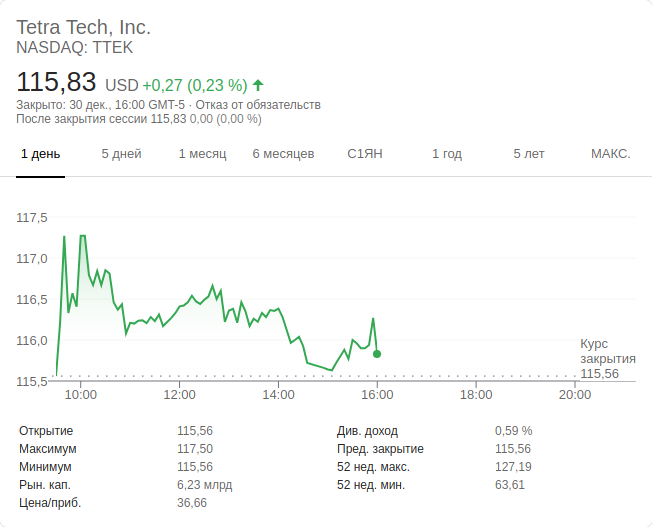 Tetra Tech, Inc.
NASDAQ: TTEK
115,83 USD +0,27 (0,23 %)
Закрыто: 30 дек., 16:00 GMT-5 · Отказ от обязательств
После закрытия сессии 115,83 0,00 (0,00 %)
1 день 5 дней 1 месяц 6 месяцев С1ЯН 1 год 5 лет МАКС.
117,5
117,0
116,5
116,0
115,5
Курс
закрытия
115,56
10:00 12:00 14:00 16:00 18:00 20:00
Открытие 115,56 Див. доход 0,59 %
Максимум 117,50 Пред. закрытие 115,56
Минимум 115,56 52 нед. макс. 127,19
Рын. кап. 6,23 млрд 52 нед. мин. 63,61
Цена/приб. 36,66